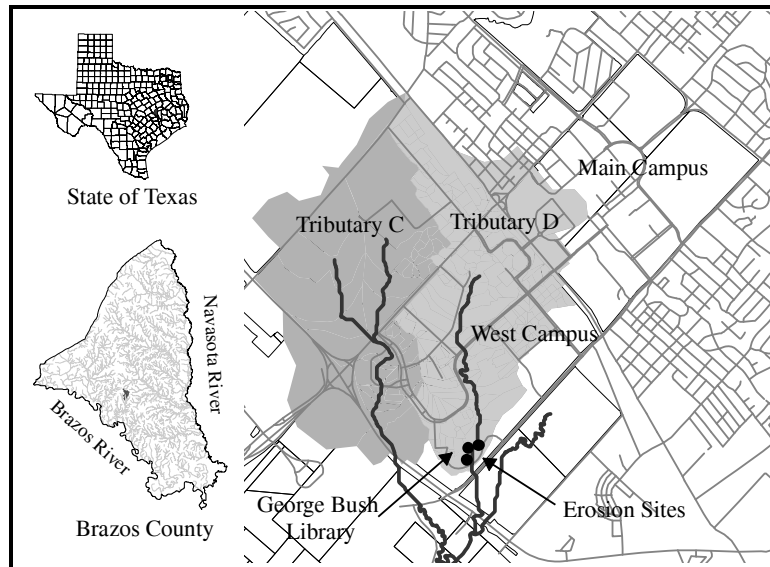 State of Texas
Navasota River
Brazos River
Brazos County
Main Campus
Tributary C
Tributary D
West Campus
George Bush
Library
Erosion Sites